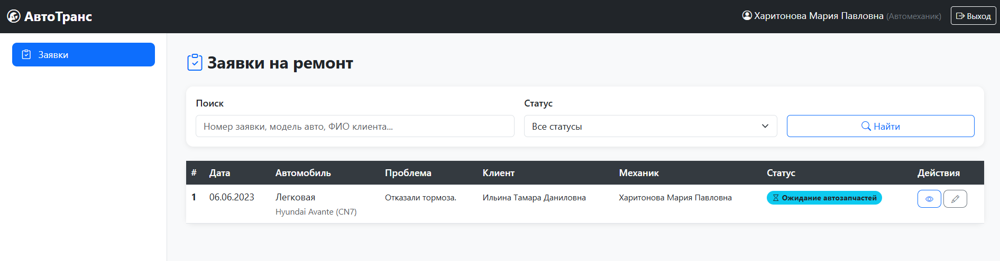 АвтоТранс
Харитонова Мария Павловна (Автомеханик)
Выход
Заявки
Заявки на ремонт
Поиск
Статус
Номер заявки, модель авто, ФИО клиента...
Все статусы
Найти
# Дата Автомобиль Проблема Клиент Механик Статус Действия
1 06.06.2023 Легковая Отказали тормоза. Ильина Тамара Даниловна Харитонова Мария Павловна Ожидание автозапчастей
Hyundai Avante (CN7)